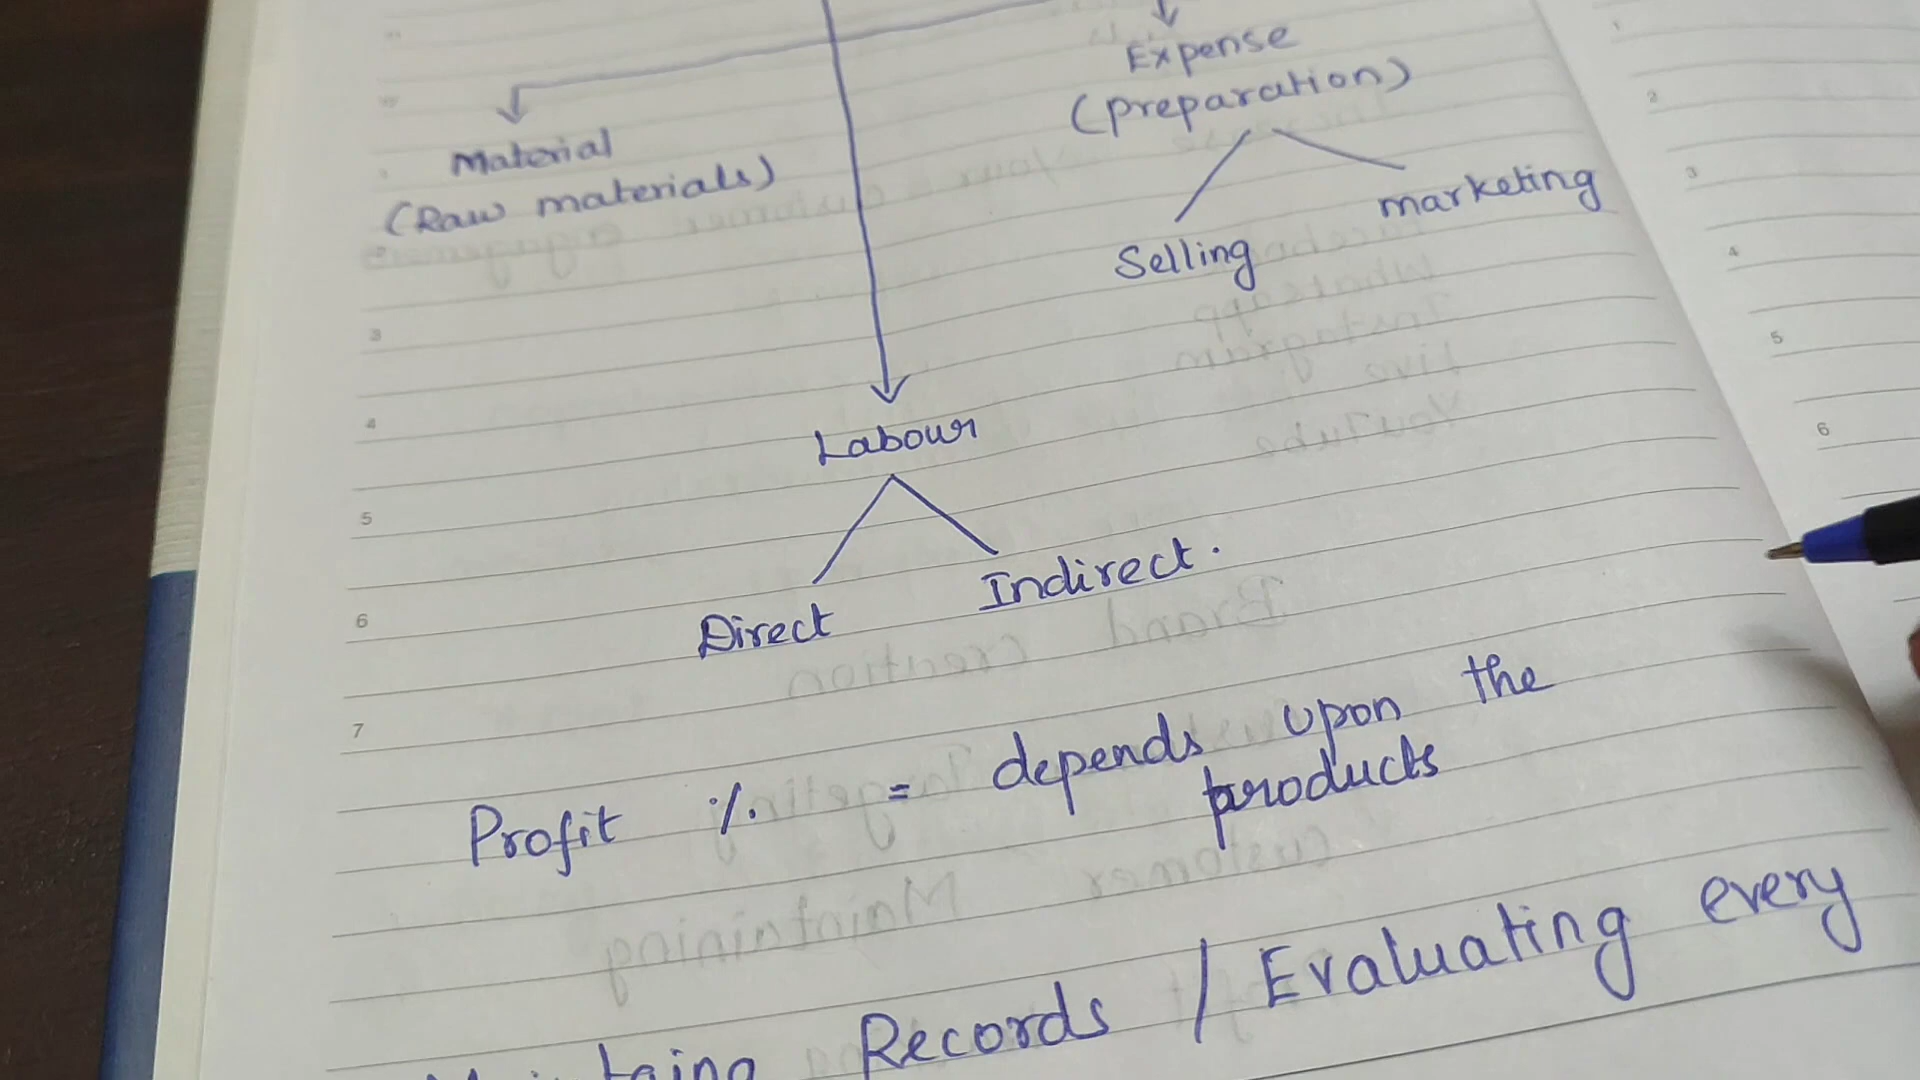 Expense
(preparation)
Material
(Raw materials)
Selling
marketing
Labour
Direct
Indirect.
Profit % = depends upon the
products
Records / Evaluating every